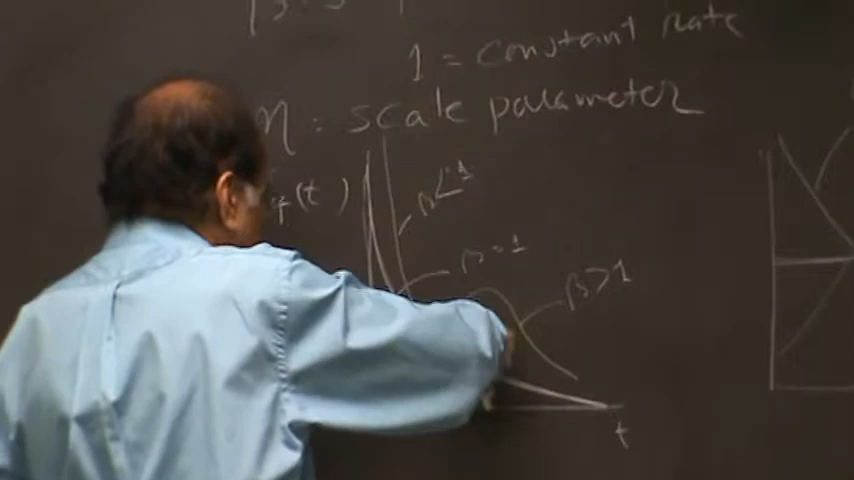 1 = constant rate
η : scale parameter
f(t)
β<1
β=1
β>1
t